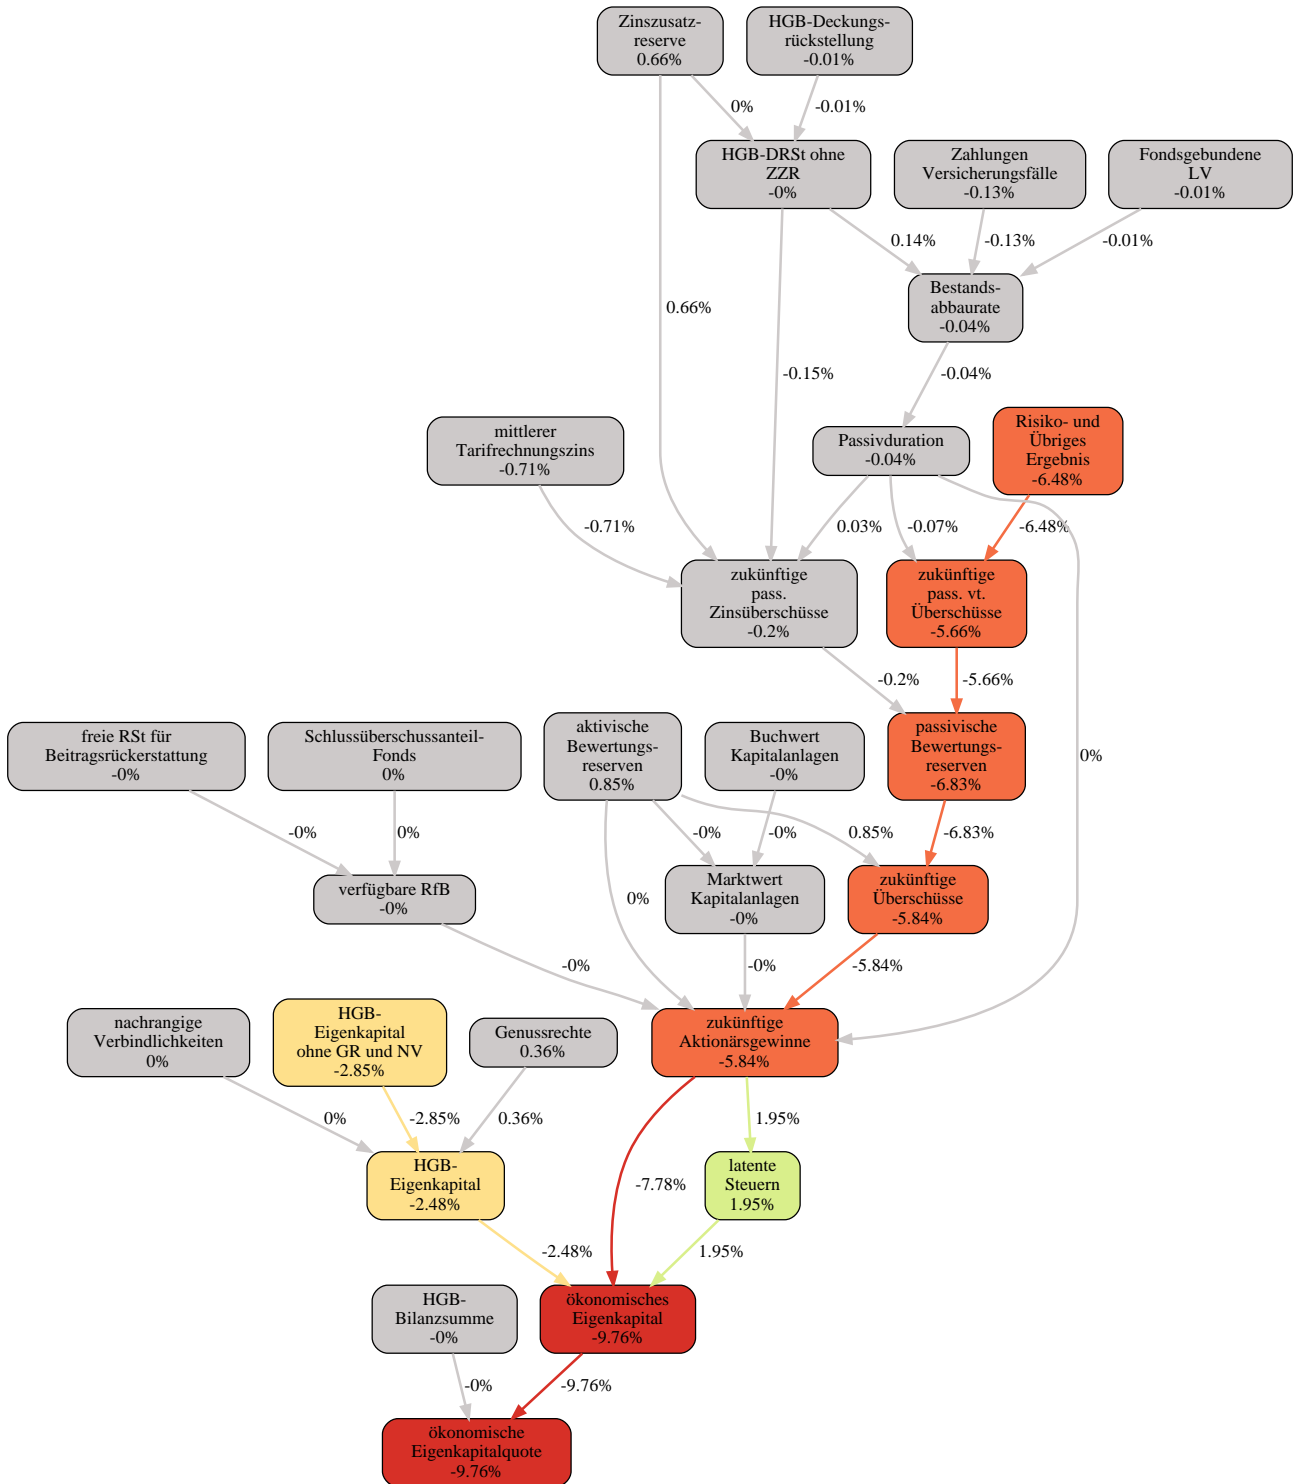 Zinszusatz-
reserve
0.66%
HGB-Deckungs-
rückstellung
-0.01%
0%
-0.01%
HGB-DRSt ohne
ZZR
-0%
Zahlungen
Versicherungsfälle
-0.13%
Fondsgebundene
LV
-0.01%
0.14%
-0.13%
-0.01%
Bestands-
abbaurate
-0.04%
0.66%
-0.15%
-0.04%
mittlerer
Tarifrechnungszins
-0.71%
Passivduration
-0.04%
Risiko- und
Übriges
Ergebnis
-6.48%
-0.71%
0.03%
-0.07%
-6.48%
zukünftige
pass.
Zinsüberschüsse
-0.2%
zukünftige
pass. vt.
Überschüsse
-5.66%
-0.2%
-5.66%
freie RSt für
Beitragsrückerstattung
-0%
Schlussüberschussanteil-
Fonds
0%
aktivische
Bewertungs-
reserven
0.85%
Buchwert
Kapitalanlagen
-0%
passivische
Bewertungs-
reserven
-6.83%
0%
-0%
0%
-0%
-0%
0.85%
-6.83%
verfügbare RfB
-0%
0%
Marktwert
Kapitalanlagen
-0%
zukünftige
Überschüsse
-5.84%
-0%
-0%
-5.84%
nachrangige
Verbindlichkeiten
0%
HGB-
Eigenkapital
ohne GR und NV
-2.85%
Genussrechte
0.36%
zukünftige
Aktionärsgewinne
-5.84%
0%
-2.85%
0.36%
1.95%
HGB-
Eigenkapital
-2.48%
-7.78%
latente
Steuern
1.95%
-2.48%
1.95%
HGB-
Bilanzsumme
-0%
ökonomisches
Eigenkapital
-9.76%
-0%
-9.76%
ökonomische
Eigenkapitalquote
-9.76%